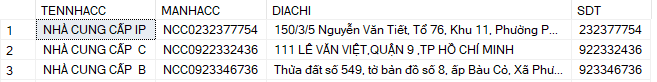 TENNHACC MANHACC DIACHI SDT
1 NHÀ CUNG CẤP IP NCC0232377754 150/3/5 Nguyễn Văn Tiết, Tổ 76, Khu 11, Phường P... 232377754
2 NHÀ CUNG CẤP C NCC0922332436 111 LÊ VĂN VIỆT,QUẬN 9 ,TP HỒ CHÍ MINH 922332436
3 NHÀ CUNG CẤP B NCC0923346736 Thửa đất số 549, tờ bản đồ số 8, ấp Bàu Cỏ, Xã Phư... 923346736